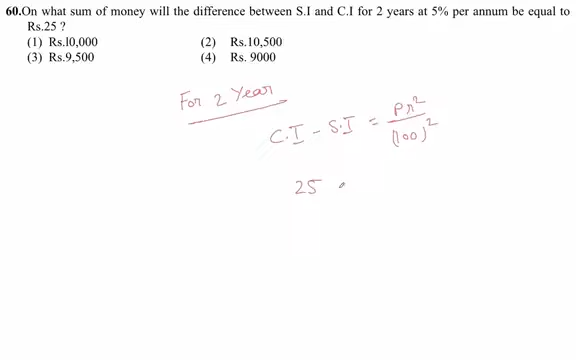 60.On what sum of money will the difference between S.I and C.I for 2 years at 5% per annum be equal to
Rs.25 ?
(1) Rs.l0,000 (2) Rs.10,500
(3) Rs.9,500 (4) Rs. 9000
For 2 Year
C.I - S.I = Pr²/(100)²
25